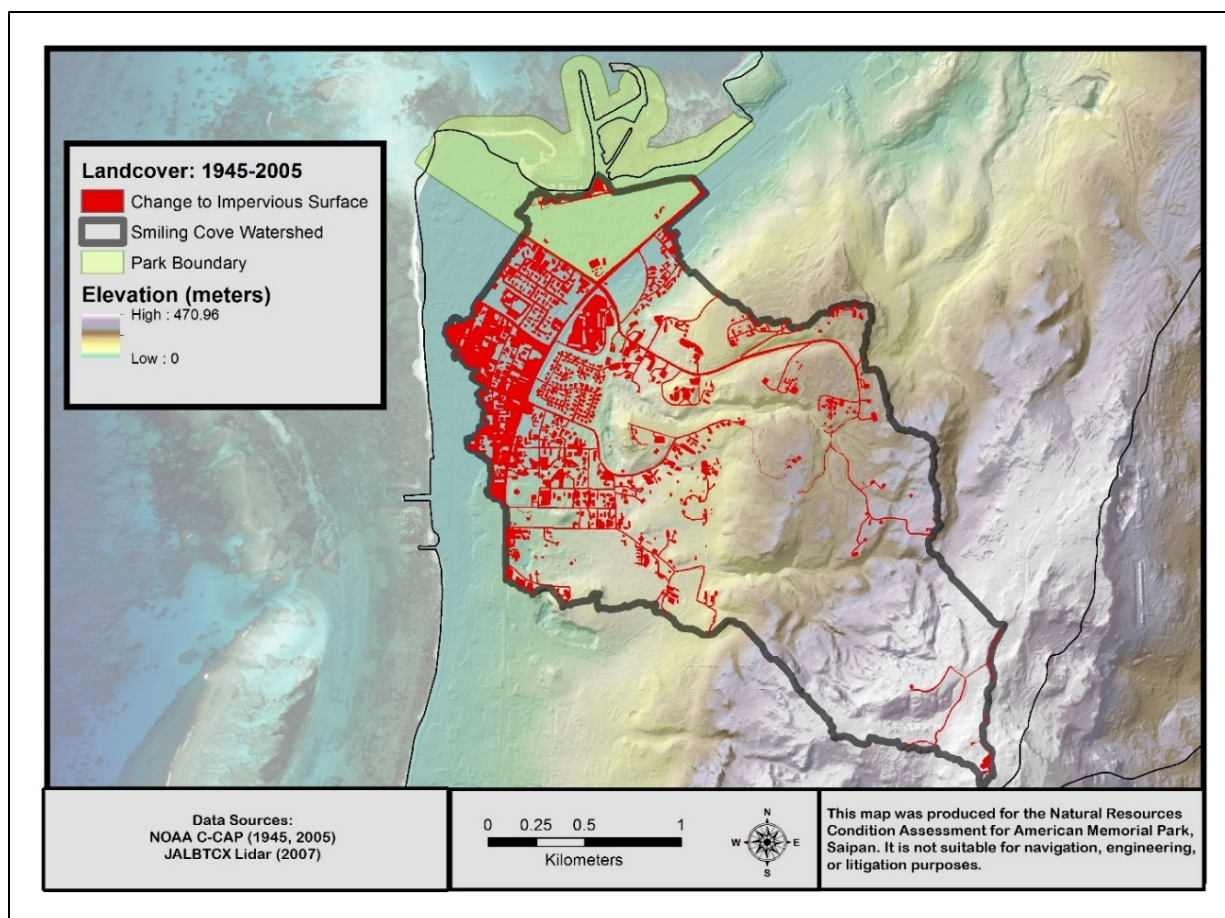 Landcover: 1945-2005
Change to Impervious Surface
Smiling Cove Watershed
Park Boundary
Elevation (meters)
High : 470.96
Low : 0
Data Sources:
NOAA C-CAP (1945, 2005)
JALBTCX Lidar (2007)
0 0.25 0.5 1
Kilometers
N
W E
S
This map was produced for the Natural Resources
Condition Assessment for American Memorial Park,
Saipan. It is not suitable for navigation, engineering,
or litigation purposes.